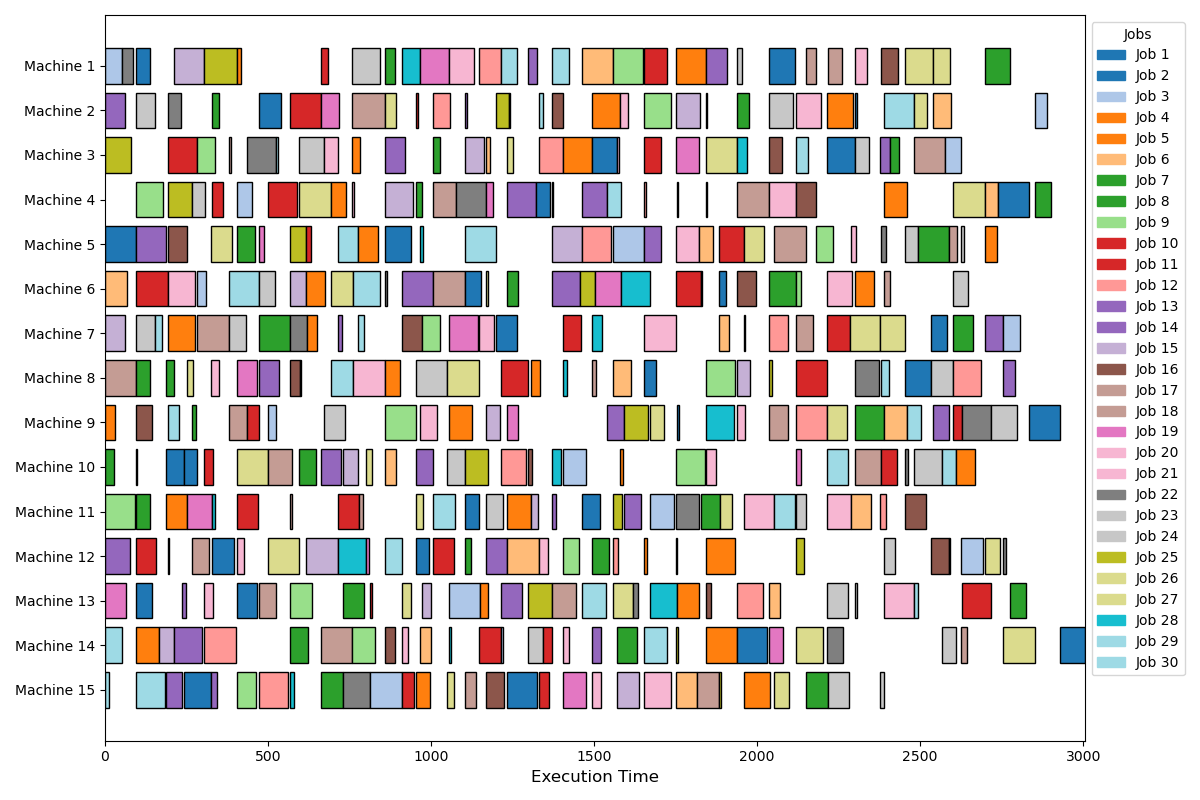 Machine 1
Machine 2
Machine 3
Machine 4
Machine 5
Machine 6
Machine 7
Machine 8
Machine 9
Machine 10
Machine 11
Machine 12
Machine 13
Machine 14
Machine 15
0 500 1000 1500 2000 2500 3000
Execution Time
Jobs
Job 1
Job 2
Job 3
Job 4
Job 5
Job 6
Job 7
Job 8
Job 9
Job 10
Job 11
Job 12
Job 13
Job 14
Job 15
Job 16
Job 17
Job 18
Job 19
Job 20
Job 21
Job 22
Job 23
Job 24
Job 25
Job 26
Job 27
Job 28
Job 29
Job 30